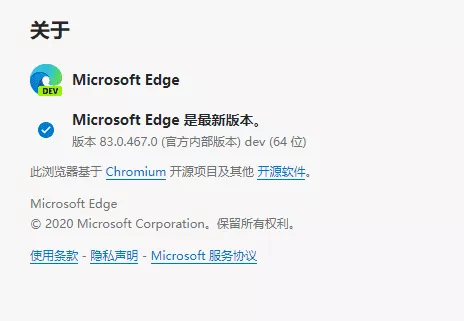 关于
DEV
Microsoft Edge
Microsoft Edge 是最新版本。
版本 83.0.467.0 (官方内部版本) dev (64 位)
此浏览器基于 Chromium 开源项目及其他 开源软件。
Microsoft Edge
© 2020 Microsoft Corporation。保留所有权利。
使用条款 - 隐私声明 - Microsoft 服务协议